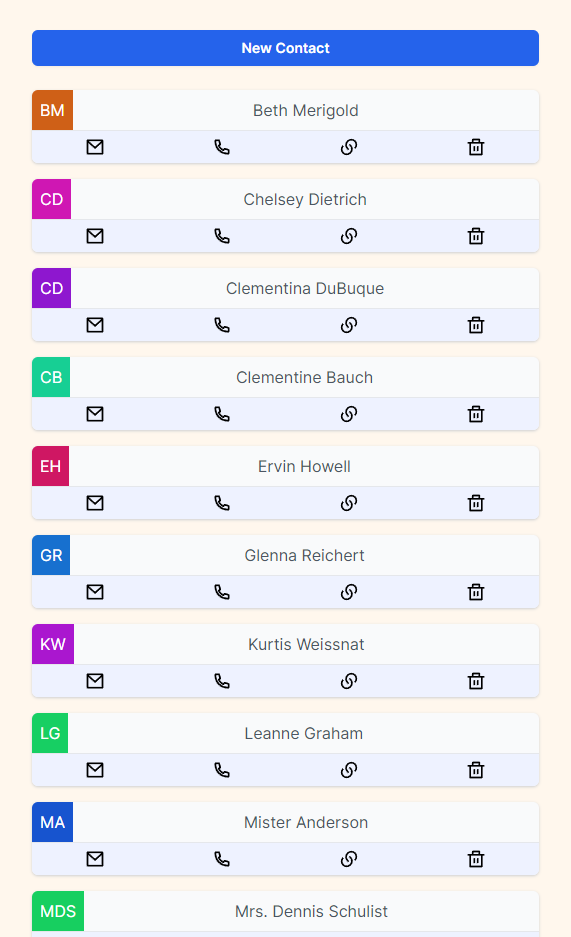 New Contact
BM Beth Merigold
CD Chelsey Dietrich
CD Clementina DuBuque
CB Clementine Bauch
EH Ervin Howell
GR Glenna Reichert
KW Kurtis Weissnat
LG Leanne Graham
MA Mister Anderson
MDS Mrs. Dennis Schulist